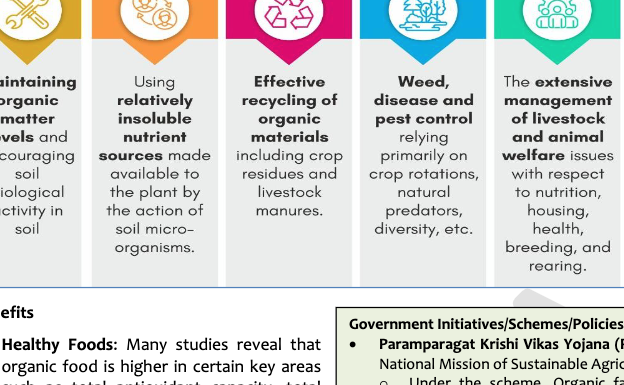 aintaining
organic
matter
vels and
couraging
soil
iological
ctivity in
soil
Using
relatively
insoluble
nutrient
sources made
available to
the plant by
the action of
soil micro-
organisms.
Effective
recycling of
organic
materials
including crop
residues and
livestock
manures.
Weed,
disease and
pest control
relying
primarily on
crop rotations,
natural
predators,
diversity, etc.
The extensive
management
of livestock
and animal
welfare issues
with respect
to nutrition,
housing,
health,
breeding, and
rearing.
efits
Healthy Foods: Many studies reveal that
organic food is higher in certain key areas
such as total antioxidant capacity, total
Government Initiatives/Schemes/Policies
• Paramparagat Krishi Vikas Yojana (P
National Mission of Sustainable Agric
o Under the scheme, Organic fa